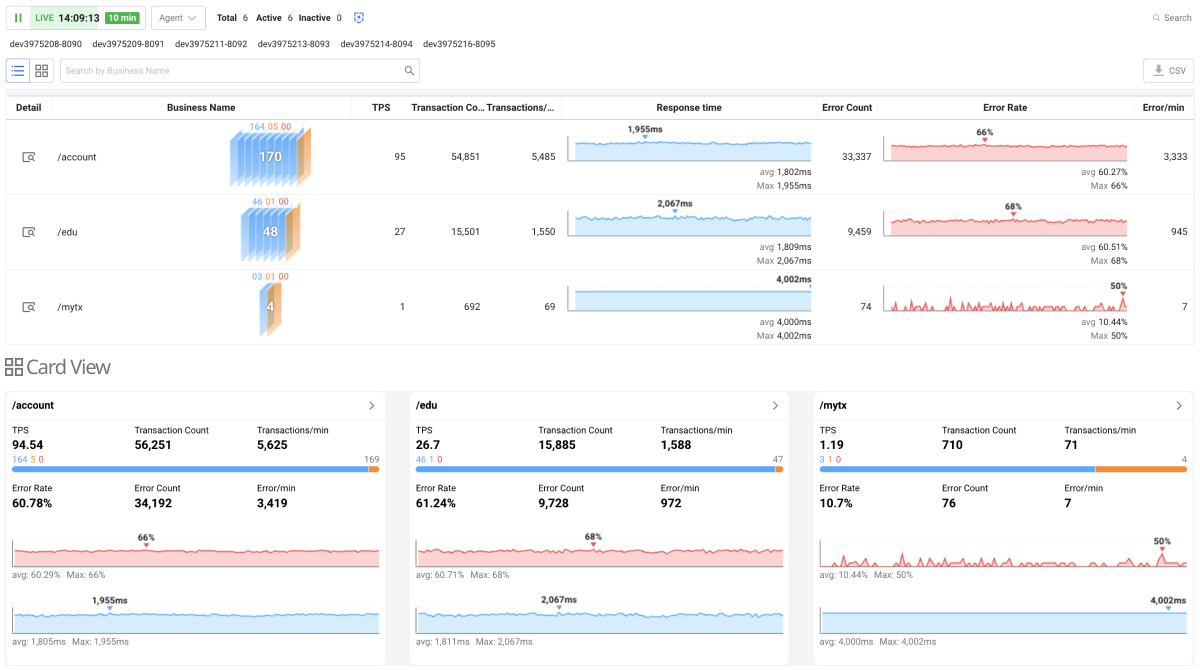 LIVE 14:09:13 10 min Agent Total 6 Active 6 Inactive 0 Search
dev3975208-8090 dev3975209-8091 dev3975211-8092 dev3975213-8093 dev3975214-8094 dev3975216-8095
Search by Business Name CSV
Detail Business Name TPS Transaction Co... Transactions/... Response time Error Count Error Rate Error/min
164 05 00 1,955ms 66%
/account 170 95 54,851 5,485 33,337 3,333
avg 1,802ms avg 60.27%
Max 1,955ms Max 66%
46 01 00 2,067ms 68%
/edu 48 27 15,501 1,550 9,459 945
avg 1,809ms avg 60.51%
Max 2,067ms Max 68%
03 01 00 4,002ms 50%
/mytx 4 1 692 69 74 7
avg 4,000ms avg 10.44%
Max 4,002ms Max 50%
Card View
/account
TPS Transaction Count Transactions/min
94.54 56,251 5,625
164 5 0 169
Error Rate Error Count Error/min
60.78% 34,192 3,419
66%
avg: 60.29% Max: 66%
1,955ms
avg: 1,805ms Max: 1,955ms
/edu
TPS Transaction Count Transactions/min
26.7 15,885 1,588
46 1 0 47
Error Rate Error Count Error/min
61.24% 9,728 972
68%
avg: 60.71% Max: 68%
2,067ms
avg: 1,811ms Max: 2,067ms
/mytx
TPS Transaction Count Transactions/min
1.19 710 71
3 1 0 4
Error Rate Error Count Error/min
10.7% 76 7
50%
avg: 10.44% Max: 50%
4,002ms
avg: 4,000ms Max: 4,002ms